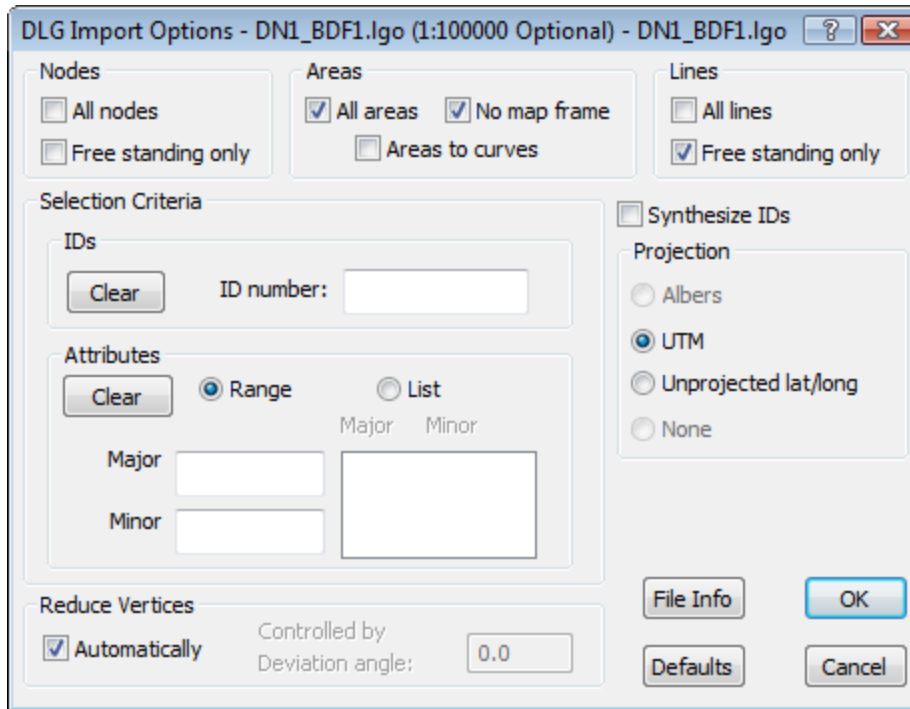 DLG Import Options - DN1_BDF1.lgo (1:100000 Optional) - DN1_BDF1.lgo
Nodes
All nodes
Free standing only
Areas
All areas
No map frame
Areas to curves
Lines
All lines
Free standing only
Selection Criteria
IDs
Clear
ID number:
Attributes
Clear
Range
List
Major Minor
Major
Minor
Synthesize IDs
Projection
Albers
UTM
Unprojected lat/long
None
Reduce Vertices
Automatically
Controlled by
Deviation angle:
0.0
File Info
OK
Defaults
Cancel